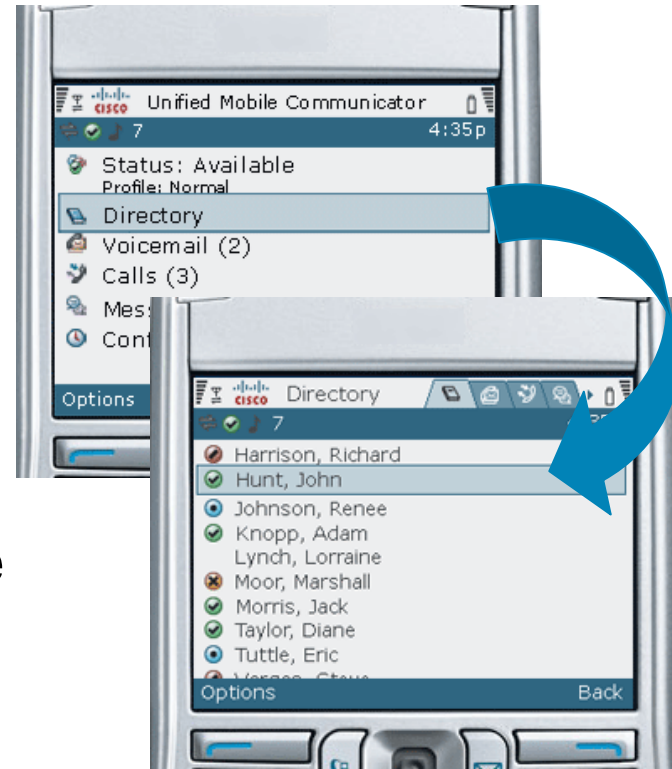 CISCO Unified Mobile Communicator
7 4:35p
Status: Available
Profile: Normal
Directory
Voicemail (2)
Calls (3)
Options
CISCO Directory
7
Harrison, Richard
Hunt, John
Johnson, Renee
Knopp, Adam
Lynch, Lorraine
Moor, Marshall
Morris, Jack
Taylor, Diane
Tuttle, Eric
Options Back
e